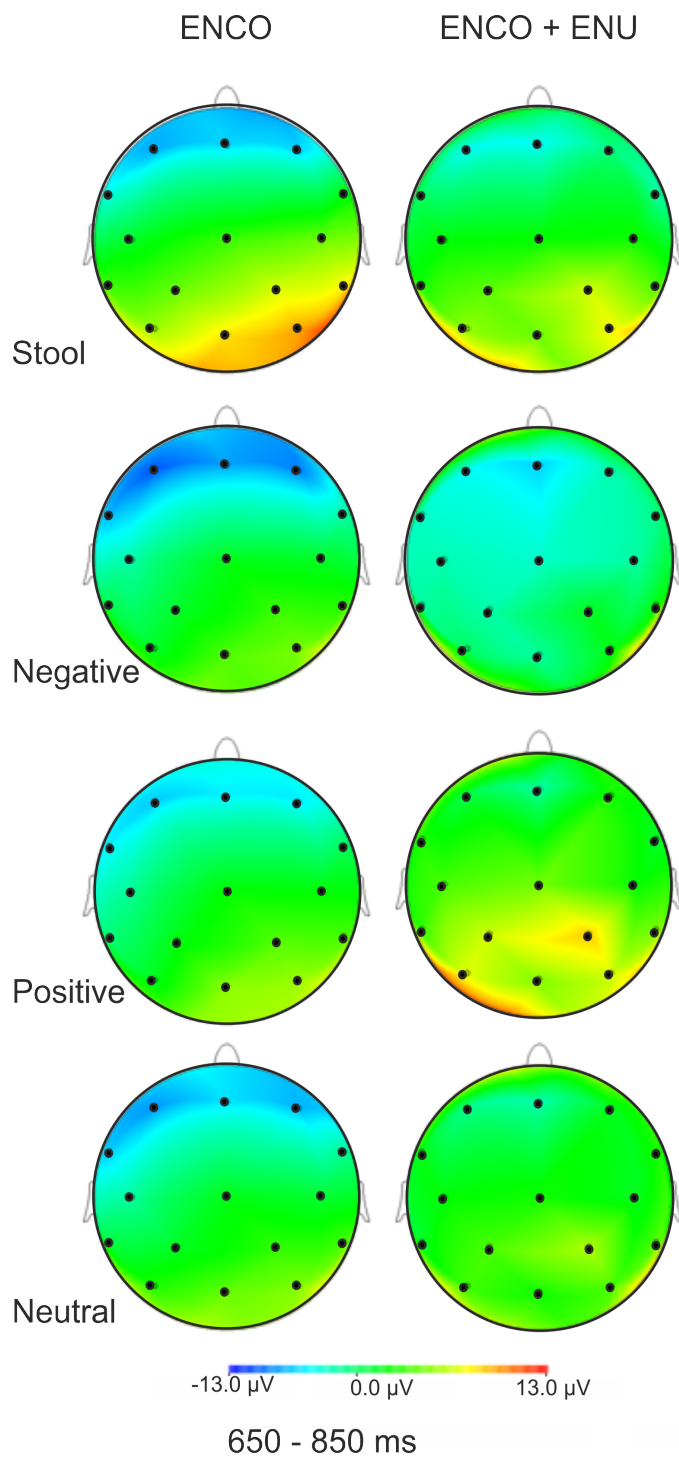 ENCO ENCO + ENU
Stool
Negative
Positive
Neutral
-13.0 µV 0.0 µV 13.0 µV
650 - 850 ms